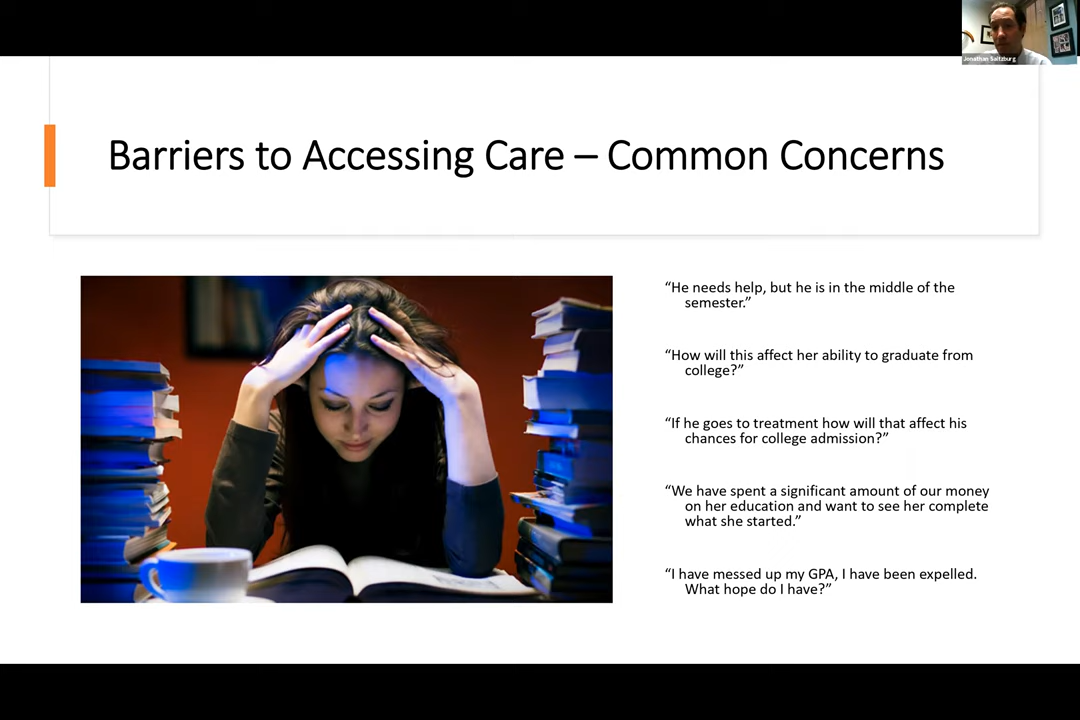 Jonathan Saltzburg
Barriers to Accessing Care – Common Concerns
“He needs help, but he is in the middle of the
semester.”
“How will this affect her ability to graduate from
college?”
“If he goes to treatment how will that affect his
chances for college admission?”
“We have spent a significant amount of our money
on her education and want to see her complete
what she started.”
“I have messed up my GPA, I have been expelled.
What hope do I have?”